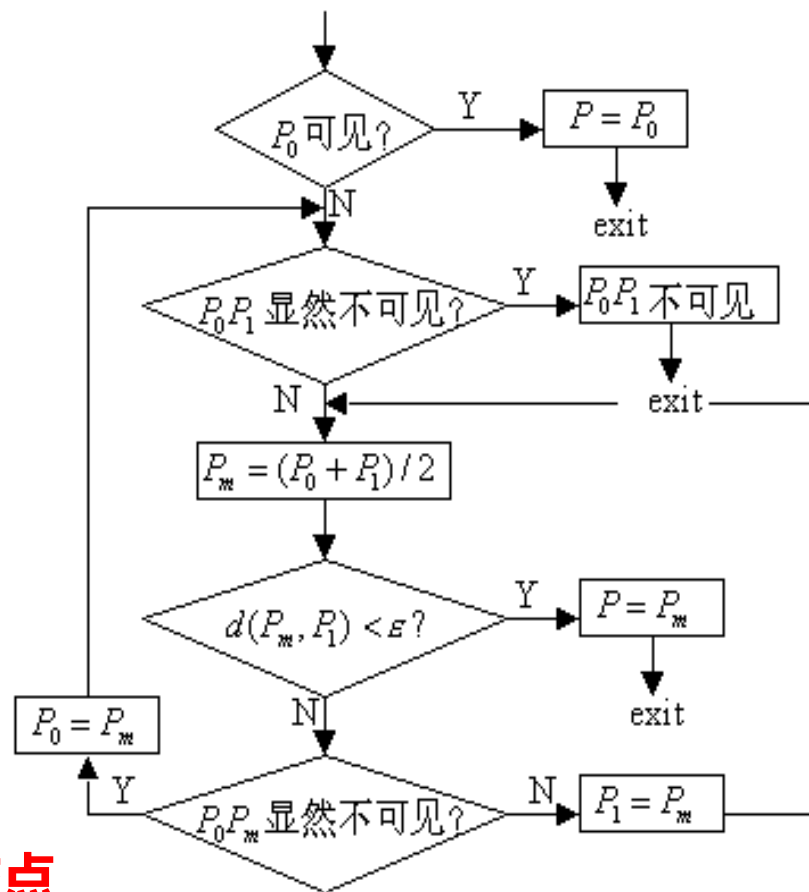 P₀可见?
Y
P = P₀
exit
N
P₀P₁显然不可见?
Y
P₀P₁不可见
exit
N
Pₘ = (P₀ + P₁) / 2
d(Pₘ, P₁) < ε?
Y
P = Pₘ
exit
N
P₀ = Pₘ
Y
P₀Pₘ显然不可见?
N
P₁ = Pₘ
点